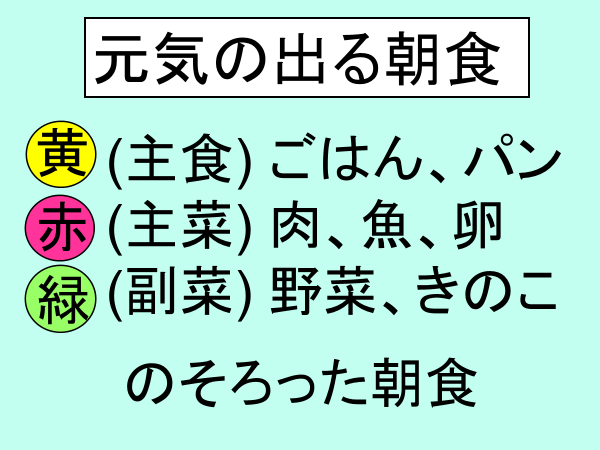 元気の出る朝食
黄 (主食) ごはん、パン
赤 (主菜) 肉、魚、卵
緑 (副菜) 野菜、きのこ
のそろった朝食